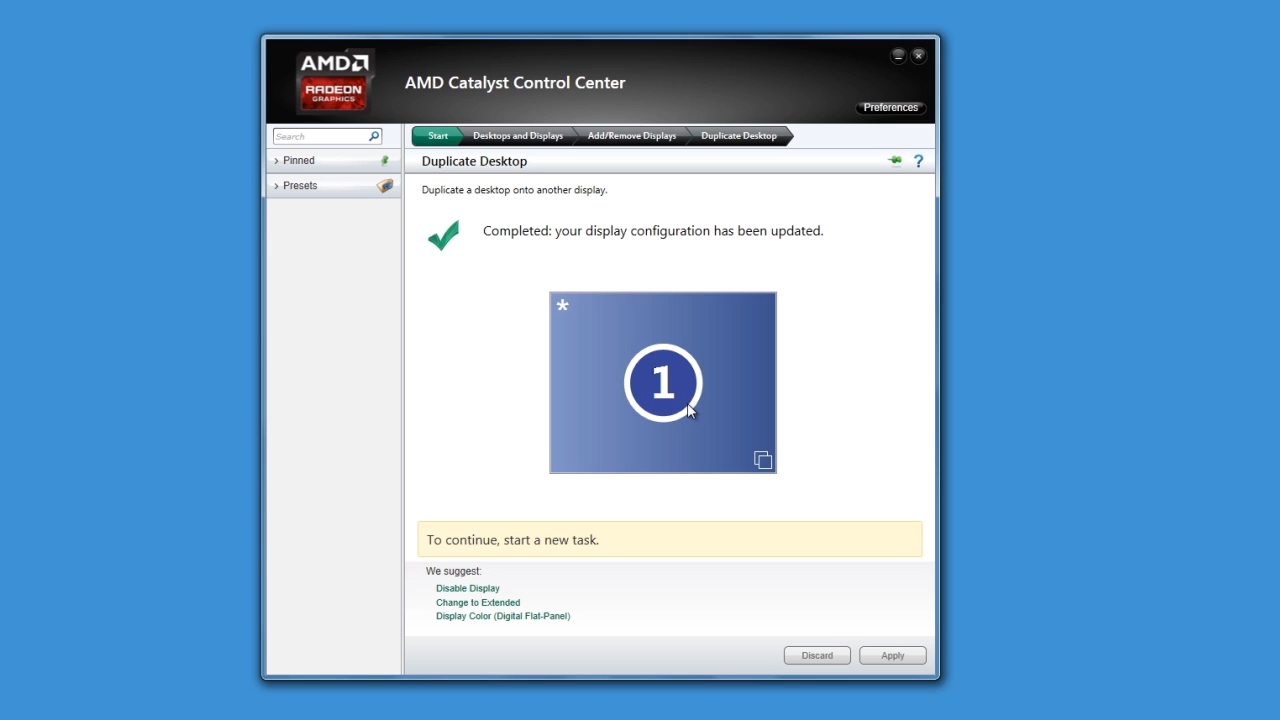 AMD
RADEON
GRAPHICS
AMD Catalyst Control Center
Preferences
Search
Start
Desktops and Displays
Add/Remove Displays
Duplicate Desktop
Pinned
Presets
Duplicate Desktop
?
Duplicate a desktop onto another display.
Completed: your display configuration has been updated.
*
1
To continue, start a new task.
We suggest:
Disable Display
Change to Extended
Display Color (Digital Flat-Panel)
Discard
Apply